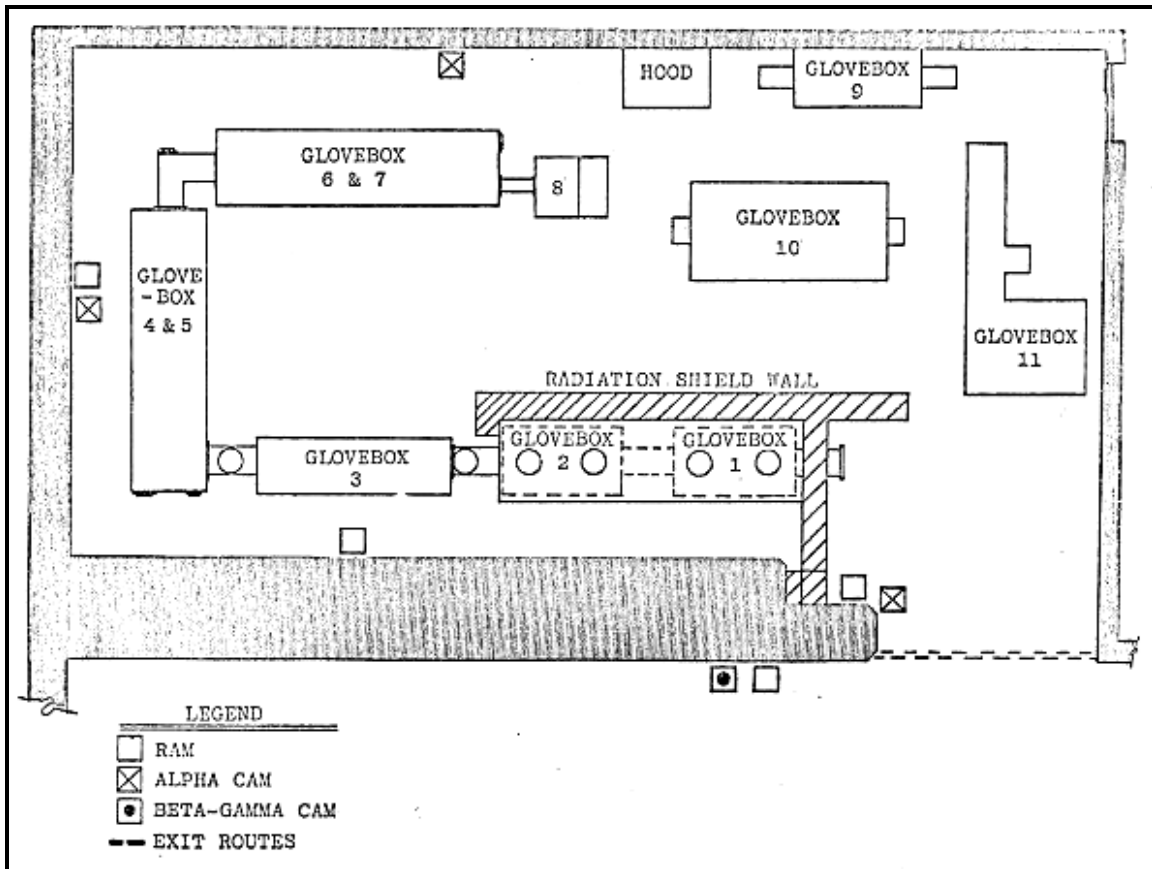 HOOD
GLOVEBOX
9
GLOVEBOX
6 & 7
8
GLOVEBOX
10
GLOVE
-BOX
4 & 5
GLOVEBOX
11
RADIATION SHIELD WALL
GLOVEBOX
3
GLOVEBOX
2
GLOVEBOX
1
LEGEND
RAM
ALPHA CAM
BETA-GAMMA CAM
EXIT ROUTES